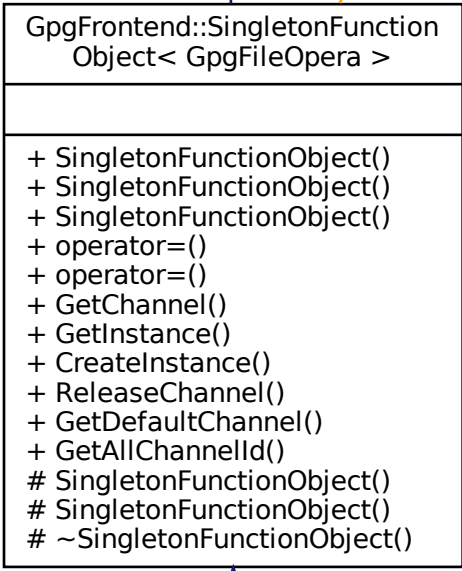 GpgFrontend::SingletonFunction
Object< GpgFileOpera >
+ SingletonFunctionObject()
+ SingletonFunctionObject()
+ SingletonFunctionObject()
+ operator=()
+ operator=()
+ GetChannel()
+ GetInstance()
+ CreateInstance()
+ ReleaseChannel()
+ GetDefaultChannel()
+ GetAllChannelId()
# SingletonFunctionObject()
# SingletonFunctionObject()
# ~SingletonFunctionObject()